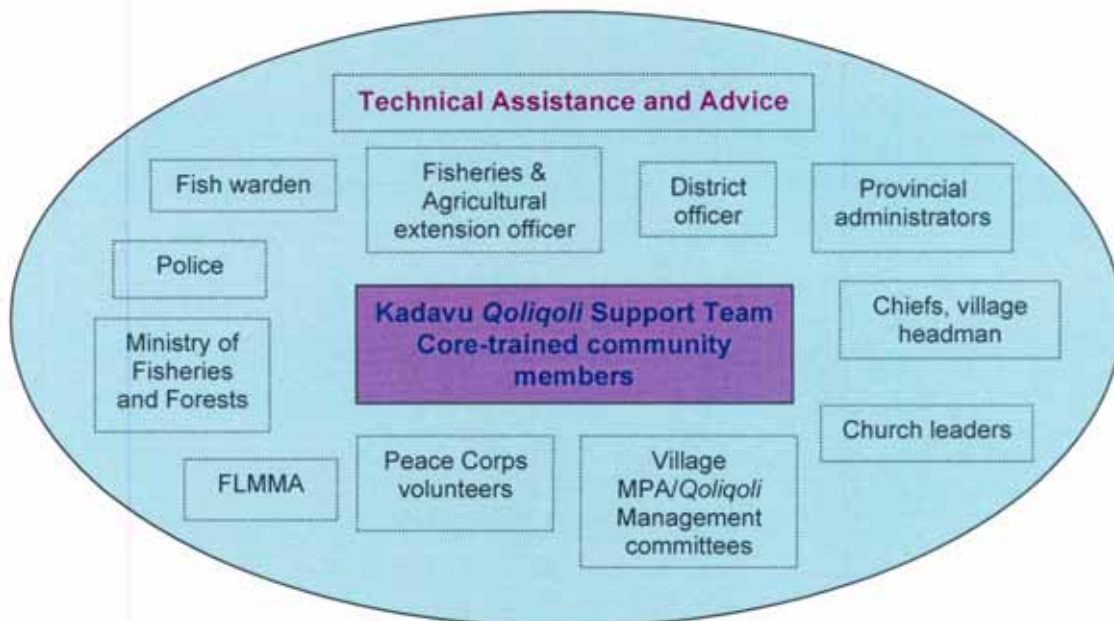 Technical Assistance and Advice
Fish warden
Fisheries &
Agricultural
extension officer
District
officer
Provincial
administrators
Police
Kadavu Qoliqoli Support Team
Core-trained community
members
Chiefs, village
headman
Ministry of
Fisheries
and Forests
Church leaders
FLMMA
Peace Corps
volunteers
Village
MPA/Qoliqoli
Management
committees